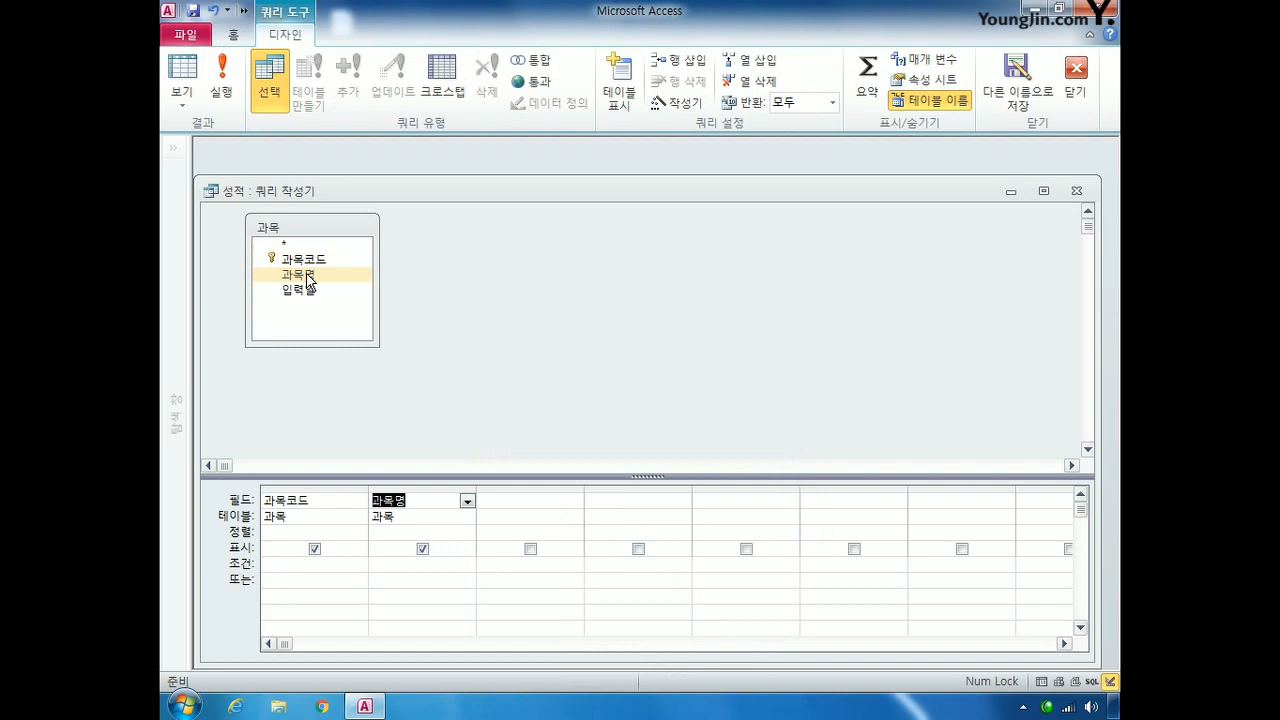 쿼리 도구
Microsoft Access
YoungJin.com Y.
파일
홈
디자인
보기
실행
선택
테이블 만들기
추가
업데이트
크로스탭
삭제
통합
통과
데이터 정의
테이블 표시
행 삽입
행 삭제
작성기
열 삽입
열 삭제
반환: 모두
요약
매개 변수
속성 시트
테이블 이름
다른 이름으로 저장
닫기
결과
쿼리 유형
쿼리 설정
표시/숨기기
닫기
성적 : 쿼리 작성기
과목
*
과목코드
과목명
입력일
탐색 창
필드: 과목코드 과목명
테이블: 과목 과목
정렬:
표시:
조건:
또는:
준비
Num Lock
SQL